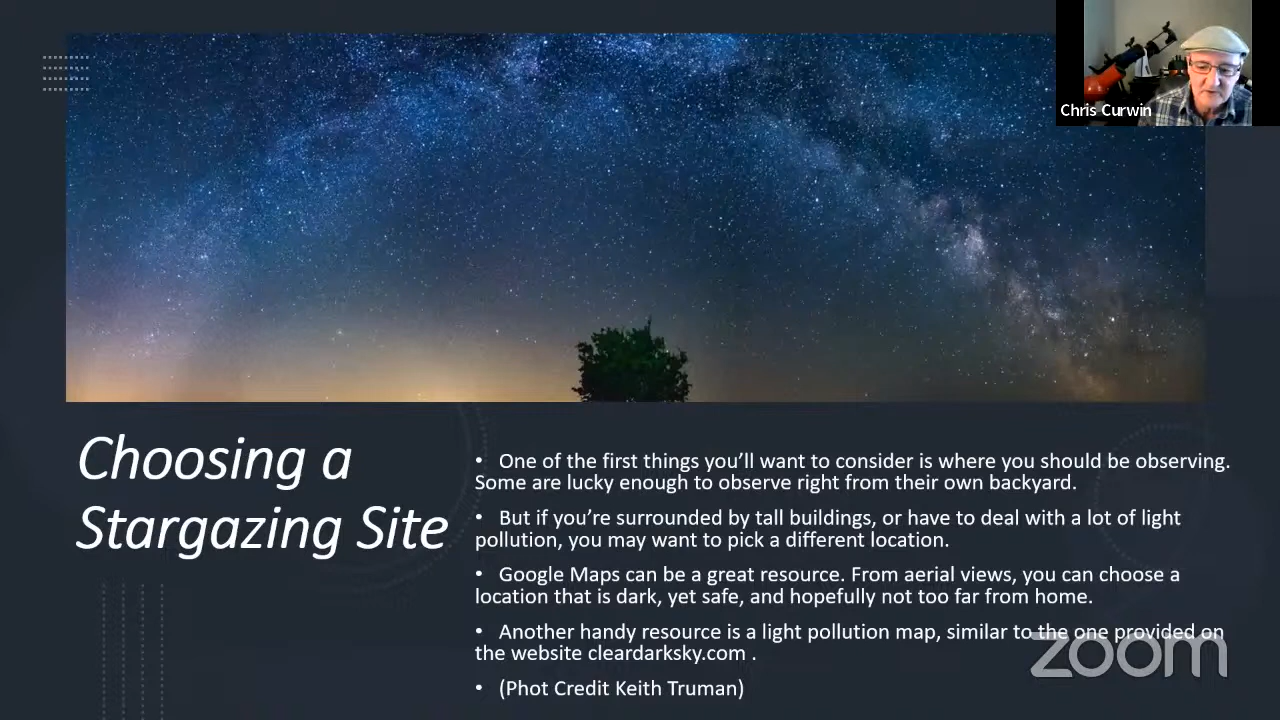 Chris Curwin
Choosing a
Stargazing Site
• One of the first things you’ll want to consider is where you should be observing.
Some are lucky enough to observe right from their own backyard.
• But if you’re surrounded by tall buildings, or have to deal with a lot of light
pollution, you may want to pick a different location.
• Google Maps can be a great resource. From aerial views, you can choose a
location that is dark, yet safe, and hopefully not too far from home.
• Another handy resource is a light pollution map, similar to the one provided on
the website cleardarksky.com .
• (Phot Credit Keith Truman)
zoom